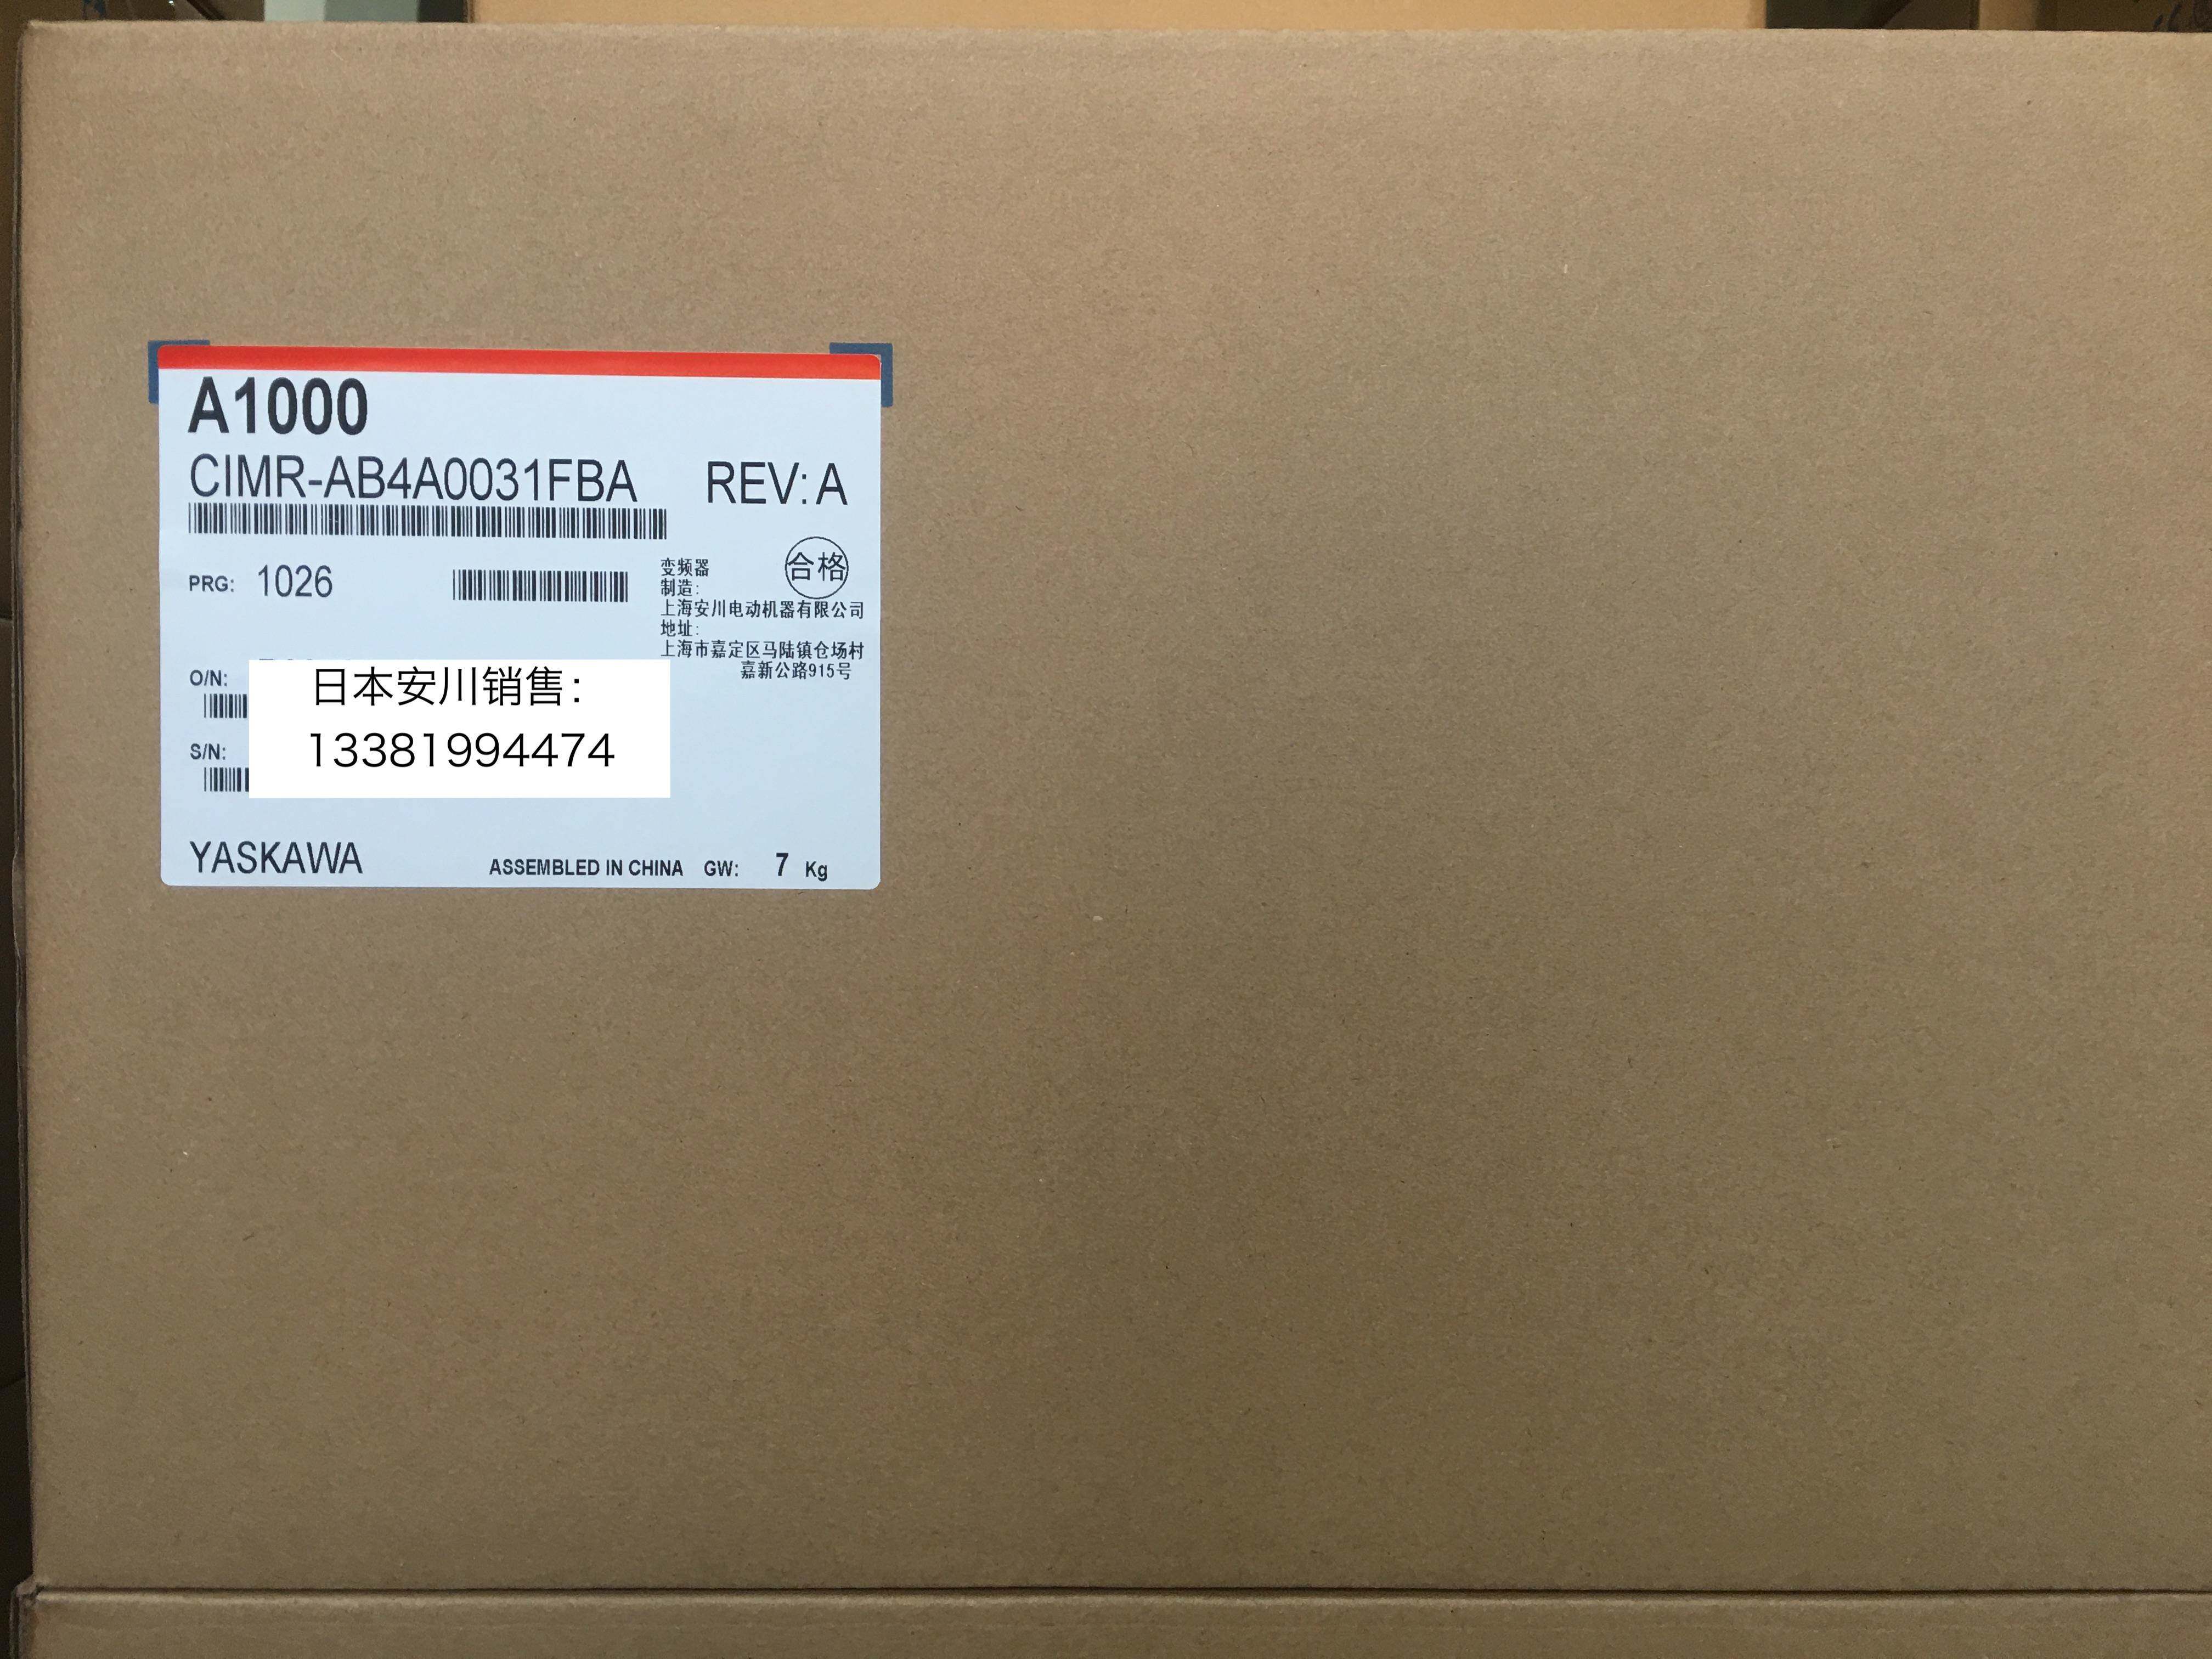 A1000
CIMR-AB4A0031FBA REV: A
PRG: 1026
变频器
合格
制造:
上海安川电动机器有限公司
地址:
上海市嘉定区马陆镇仓场村
嘉新公路915号
O/N:
日本安川销售:
S/N:
13381994474
YASKAWA ASSEMBLED IN CHINA GW: 7 Kg